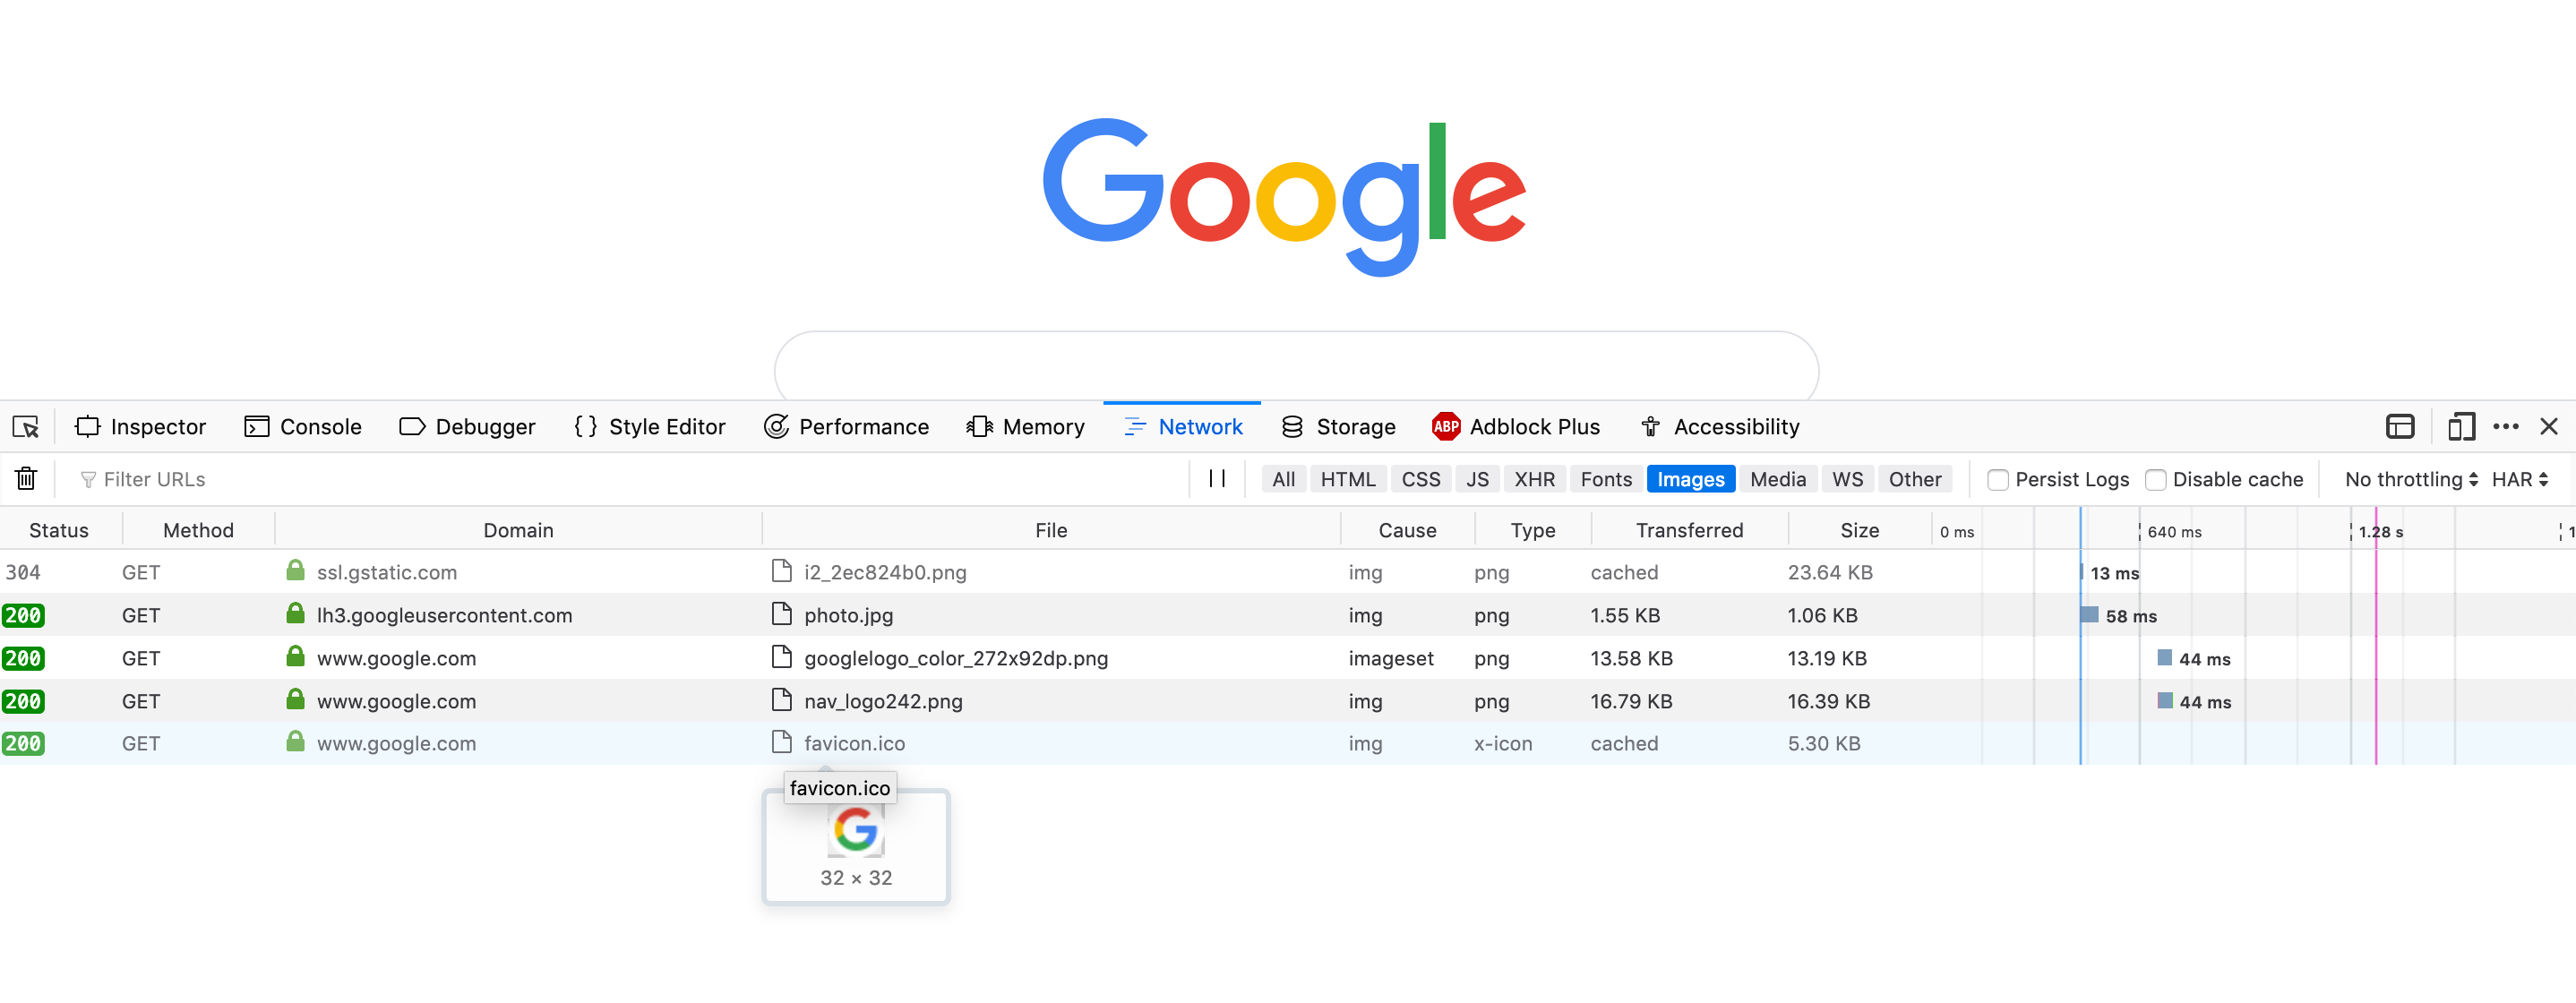 Google
Inspector Console Debugger { } Style Editor Performance Memory Network Storage ABP Adblock Plus Accessibility
Filter URLs All HTML CSS JS XHR Fonts Images Media WS Other Persist Logs Disable cache No throttling HAR
Status Method Domain File Cause Type Transferred Size 0 ms 640 ms 1.28 s
304 GET ssl.gstatic.com i2_2ec824b0.png img png cached 23.64 KB 13 ms
200 GET lh3.googleusercontent.com photo.jpg img png 1.55 KB 1.06 KB 58 ms
200 GET www.google.com googlelogo_color_272x92dp.png imageset png 13.58 KB 13.19 KB 44 ms
200 GET www.google.com nav_logo242.png img png 16.79 KB 16.39 KB 44 ms
200 GET www.google.com favicon.ico img x-icon cached 5.30 KB
favicon.ico
G
32 × 32